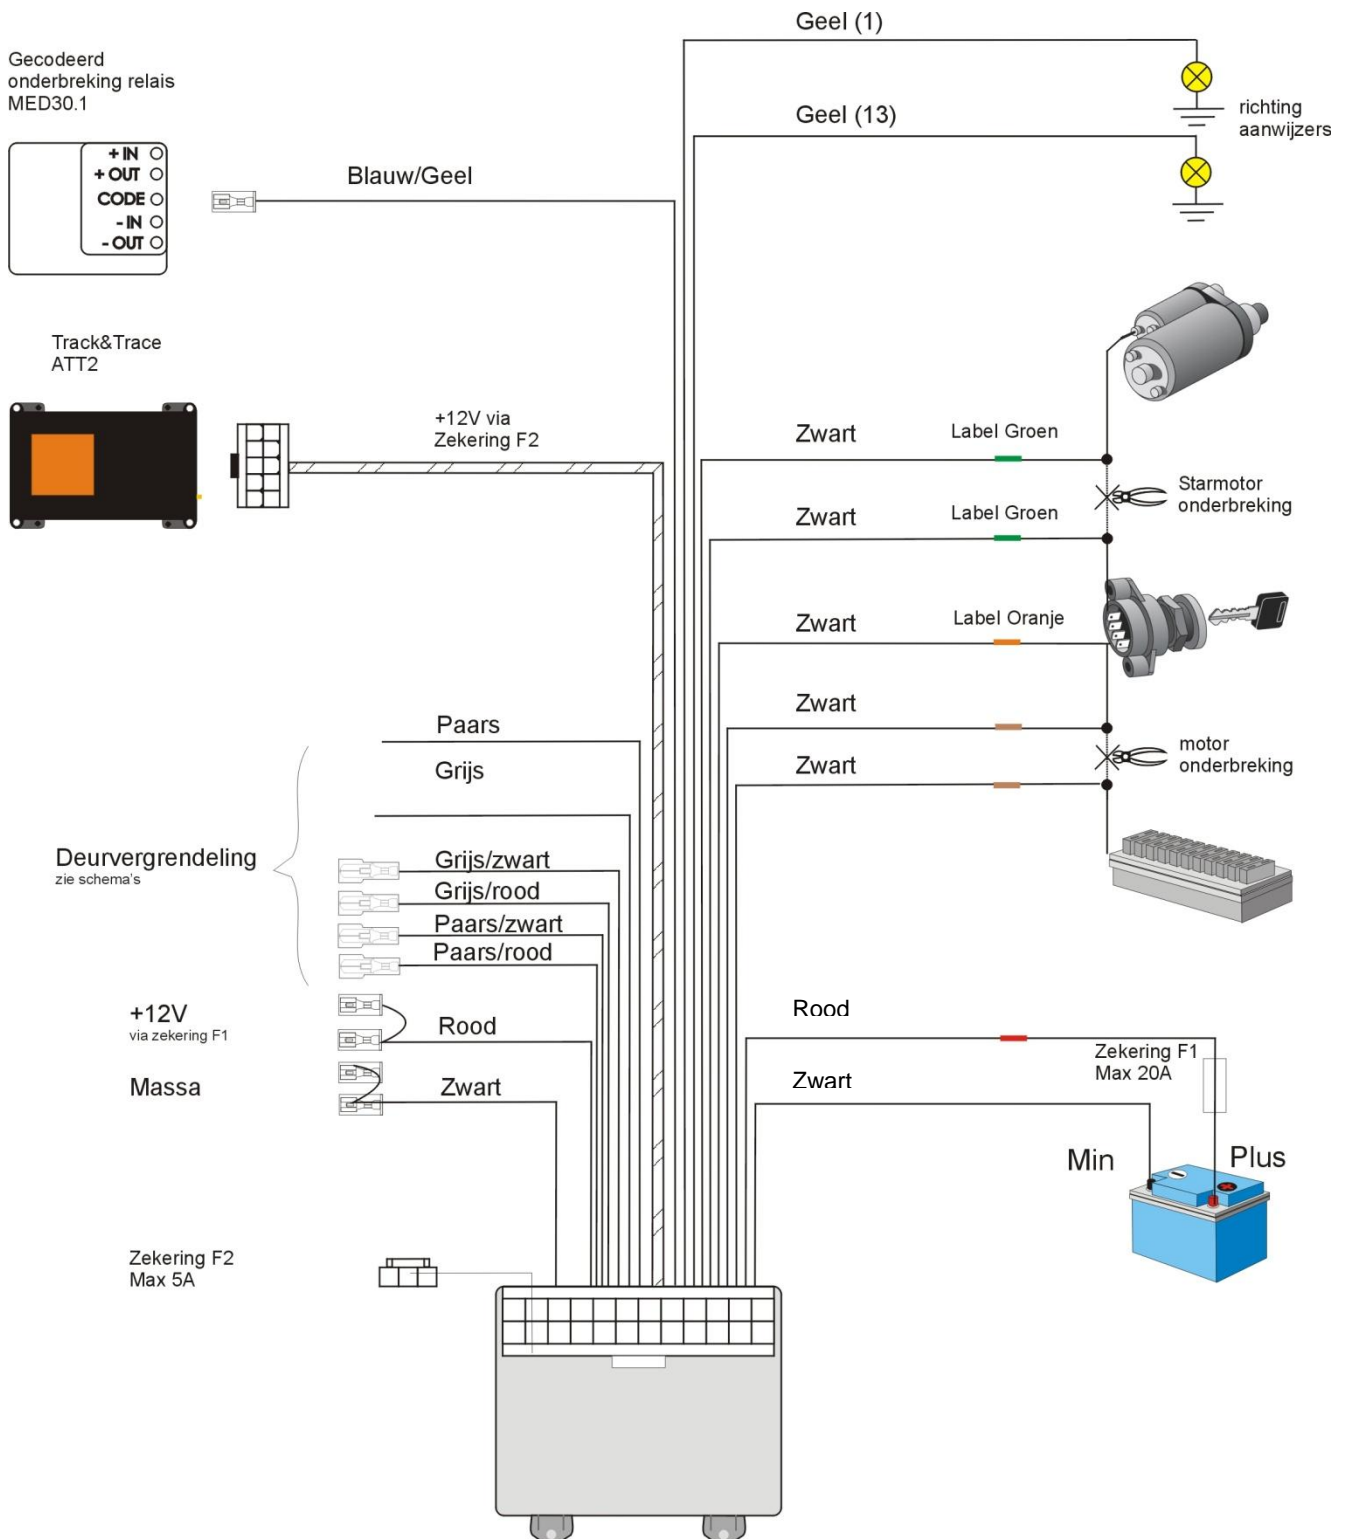 Geel (1)
Gecodeerd
onderbreking relais
MED30.1
richting
aanwijzers
Geel (13)
+ IN
+ OUT
CODE
- IN
- OUT
Blauw/Geel
Track&Trace
ATT2
+12V via
Zekering F2
Zwart
Label Groen
Starmotor
onderbreking
Zwart
Label Groen
Zwart
Label Oranje
Zwart
motor
onderbreking
Zwart
Paars
Grijs
Deurvergrendeling
zie schema's
Grijs/zwart
Grijs/rood
Paars/zwart
Paars/rood
+12V
via zekering F1
Rood
Massa
Zwart
Rood
Zekering F1
Max 20A
Zwart
Min
Plus
Zekering F2
Max 5A